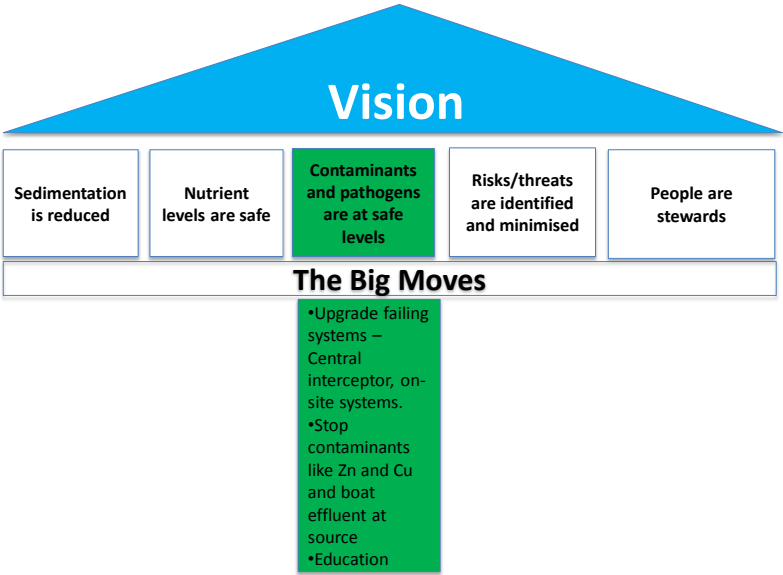 Vision
Sedimentation
is reduced
Nutrient
levels are safe
Contaminants
and pathogens
are at safe
levels
Risks/threats
are identified
and minimised
People are
stewards
The Big Moves
•Upgrade failing
systems –
Central
interceptor, on-
site systems.
•Stop
contaminants
like Zn and Cu
and boat
effluent at
source
•Education